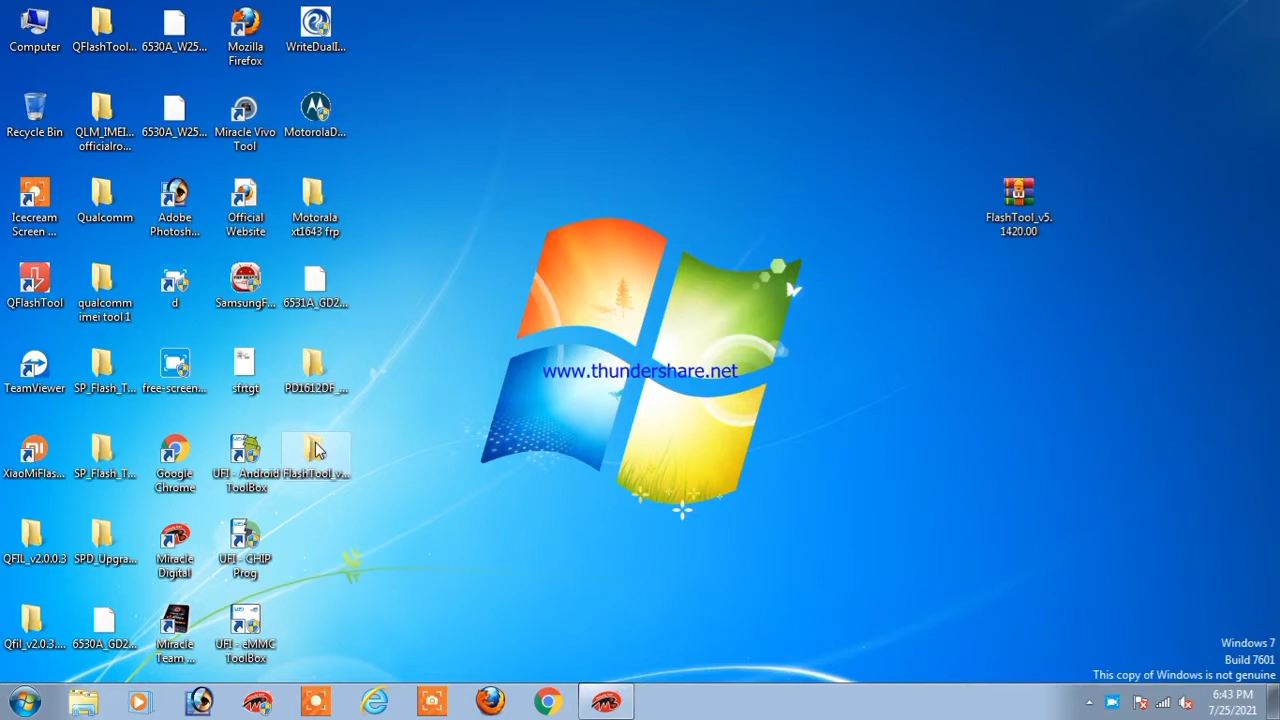 Computer
QFlashTool...
6530A_W25...
Mozilla
Firefox
WriteDualI...
Recycle Bin
QLM_IMEI...
officialro...
6530A_W25...
Miracle Vivo
Tool
MotorolaD...
Icecream
Screen ...
Qualcomm
Adobe
Photosh...
Official
Website
Motorala
xt1643 frp
FlashTool_v5.
1420.00
QFlashTool
qualcomm
imei tool 1
d
SamsungF...
6531A_GD2...
TeamViewer
SP_Flash_T...
free-screen...
sfrtgt
PD1612DF_...
www.thundershare.net
XiaoMiFlas...
SP_Flash_T...
Google
Chrome
UFI - Android
ToolBox
FlashTool_v...
QFIL_v2.0.0.3
SPD_Upgra...
Miracle
Digital
UFI - CHiP
Prog
Qfil_v2.0.3....
6530A_GD2...
Miracle
Team ...
UFI - eMMC
ToolBox
Windows 7
Build 7601
This copy of Windows is not genuine
6:43 PM
7/25/2021